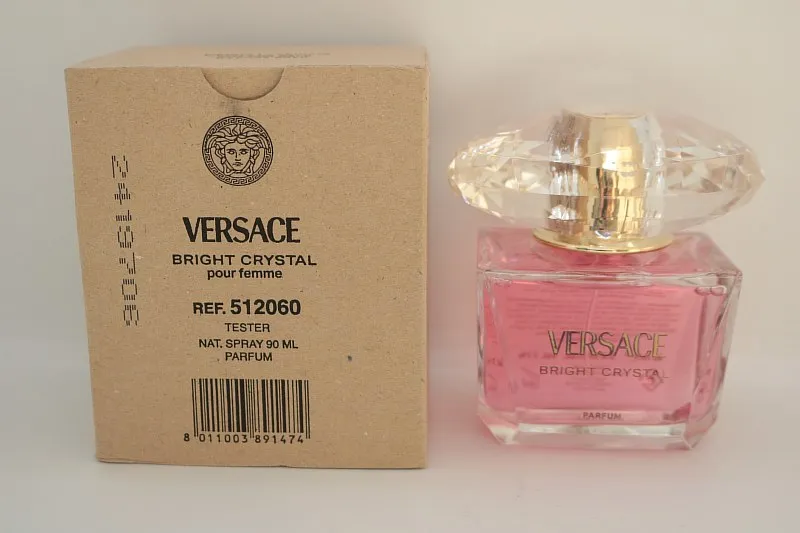 VERSACE
BRIGHT CRYSTAL
pour femme
REF. 512060
TESTER
NAT. SPRAY 90 ML
PARFUM
8 011003 891474
VERSACE
BRIGHT CRYSTAL
PARFUM